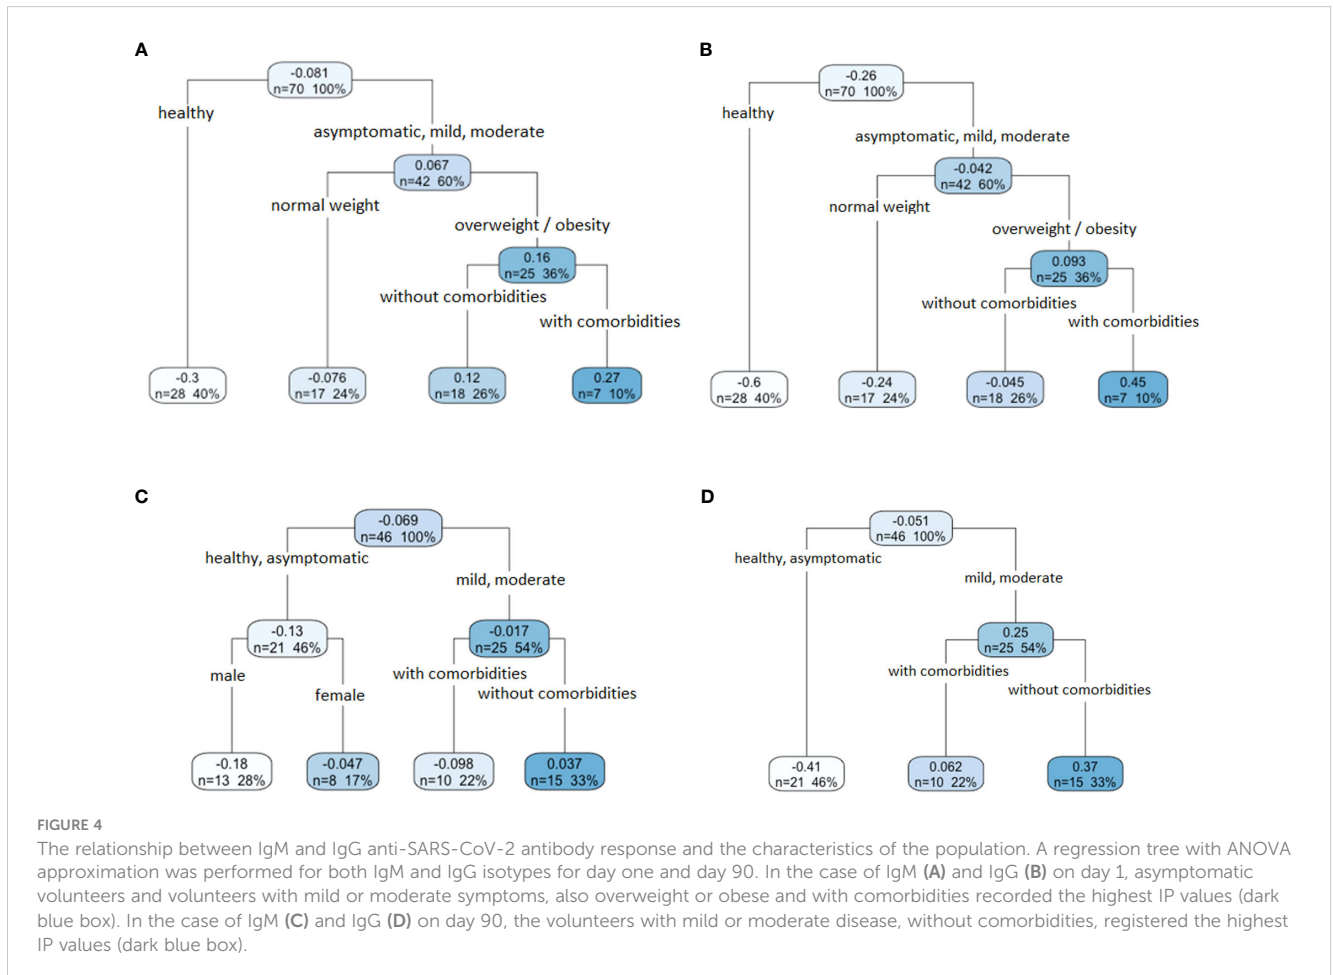 A
-0.081
n=70 100%
healthy
asymptomatic, mild, moderate
0.067
n=42 60%
normal weight
overweight / obesity
0.16
n=25 36%
without comorbidities
with comorbidities
-0.3
n=28 40%
-0.076
n=17 24%
0.12
n=18 26%
0.27
n=7 10%
B
-0.26
n=70 100%
healthy
asymptomatic, mild, moderate
-0.042
n=42 60%
normal weight
overweight / obesity
0.093
n=25 36%
without comorbidities
with comorbidities
-0.6
n=28 40%
-0.24
n=17 24%
-0.045
n=18 26%
0.45
n=7 10%
C
-0.069
n=46 100%
healthy, asymptomatic
mild, moderate
-0.13
n=21 46%
-0.017
n=25 54%
male
female
with comorbidities
without comorbidities
-0.18
n=13 28%
-0.047
n=8 17%
-0.098
n=10 22%
0.037
n=15 33%
D
-0.051
n=46 100%
healthy, asymptomatic
mild, moderate
0.25
n=25 54%
with comorbidities
without comorbidities
-0.41
n=21 46%
0.062
n=10 22%
0.37
n=15 33%
FIGURE 4
The relationship between IgM and IgG anti-SARS-CoV-2 antibody response and the characteristics of the population. A regression tree with ANOVA
approximation was performed for both IgM and IgG isotypes for day one and day 90. In the case of IgM (A) and IgG (B) on day 1, asymptomatic
volunteers and volunteers with mild or moderate symptoms, also overweight or obese and with comorbidities recorded the highest IP values (dark
blue box). In the case of IgM (C) and IgG (D) on day 90, the volunteers with mild or moderate disease, without comorbidities, registered the highest
IP values (dark blue box).